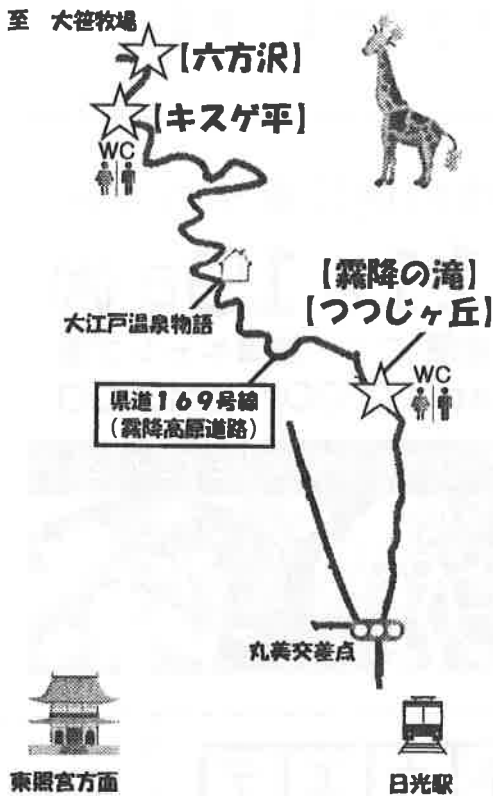 至 大笹牧場
【六方沢】
【キスゲ平】
WC
大江戸温泉物語
【霧降の滝】
【つつじヶ丘】
WC
県道169号線
(霧降高原道路)
丸美交差点
東照宮方面
日光駅